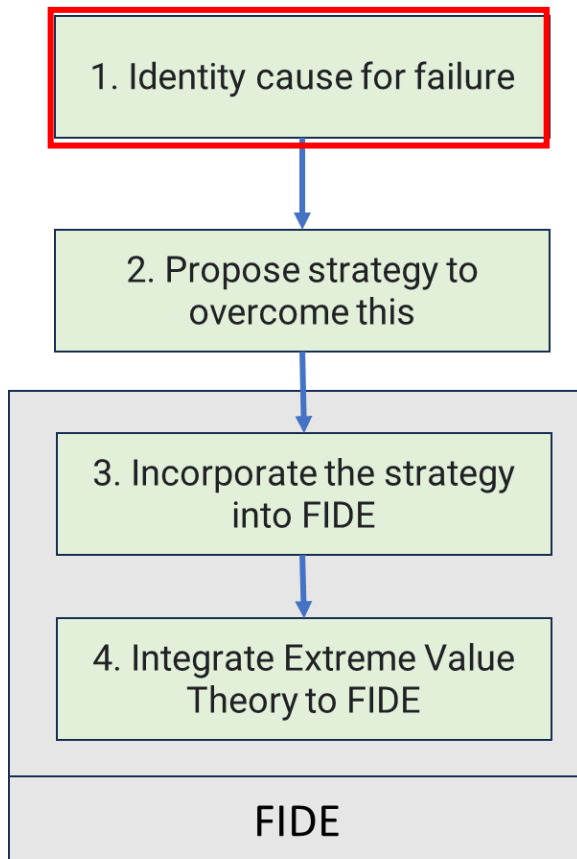 1. Identity cause for failure
2. Propose strategy to
overcome this
3. Incorporate the strategy
into FIDE
4. Integrate Extreme Value
Theory to FIDE
FIDE